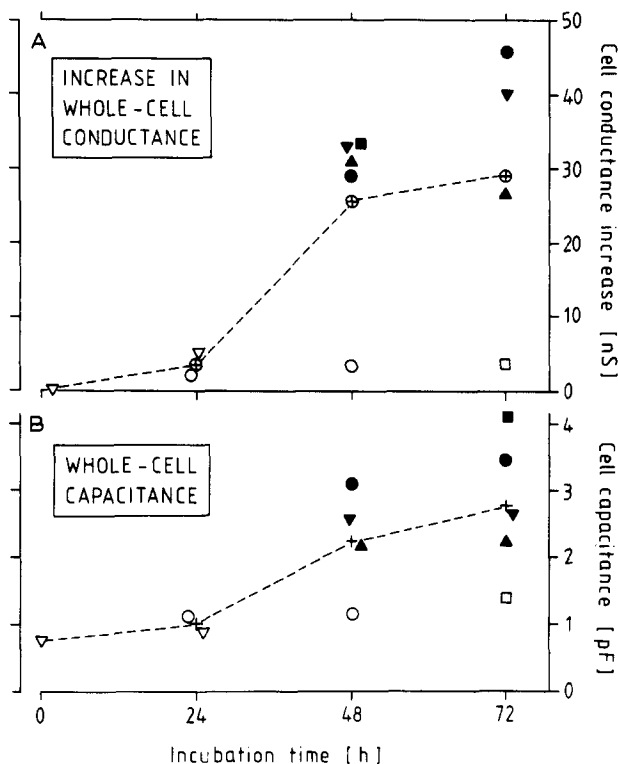 A
INCREASE IN
WHOLE-CELL
CONDUCTANCE
50
40
30
20
10
0
Cell conductance increase [nS]
B
WHOLE-CELL
CAPACITANCE
4
3
2
1
0
Cell capacitance [pF]
0 24 48 72
Incubation time [h]